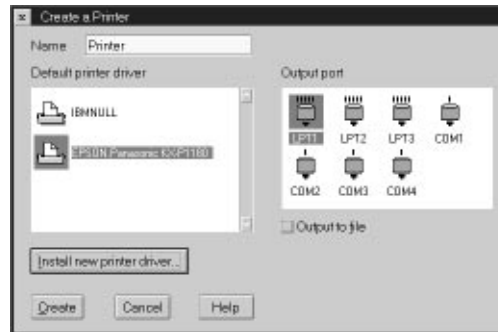 Create a Printer
Name Printer
Default printer driver
IBMNULL
EPSON.Panasonic KX-P1180
Output port
LPT1 LPT2 LPT3 COM1
COM2 COM3 COM4
Output to file
Install new printer driver...
Create Cancel Help